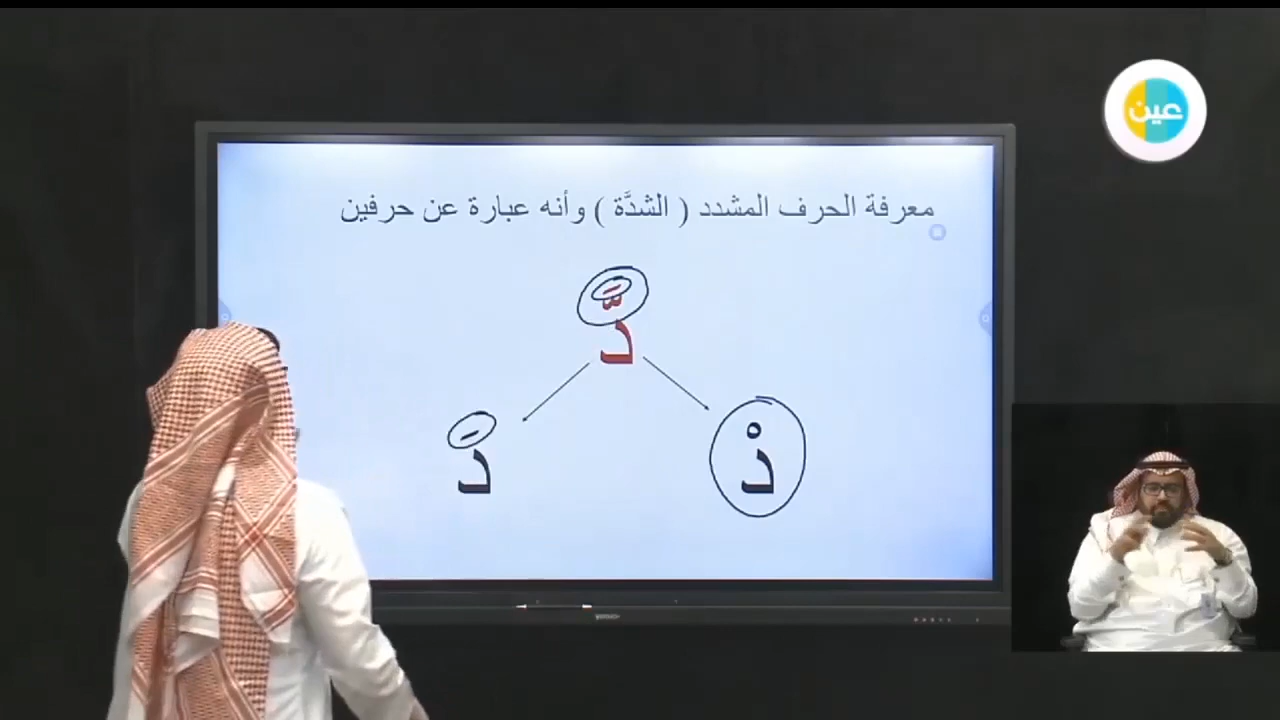 عين
معرفة الحرف المشدد ( الشدَّة ) وأنه عبارة عن حرفين
دَّ
دْ دَ